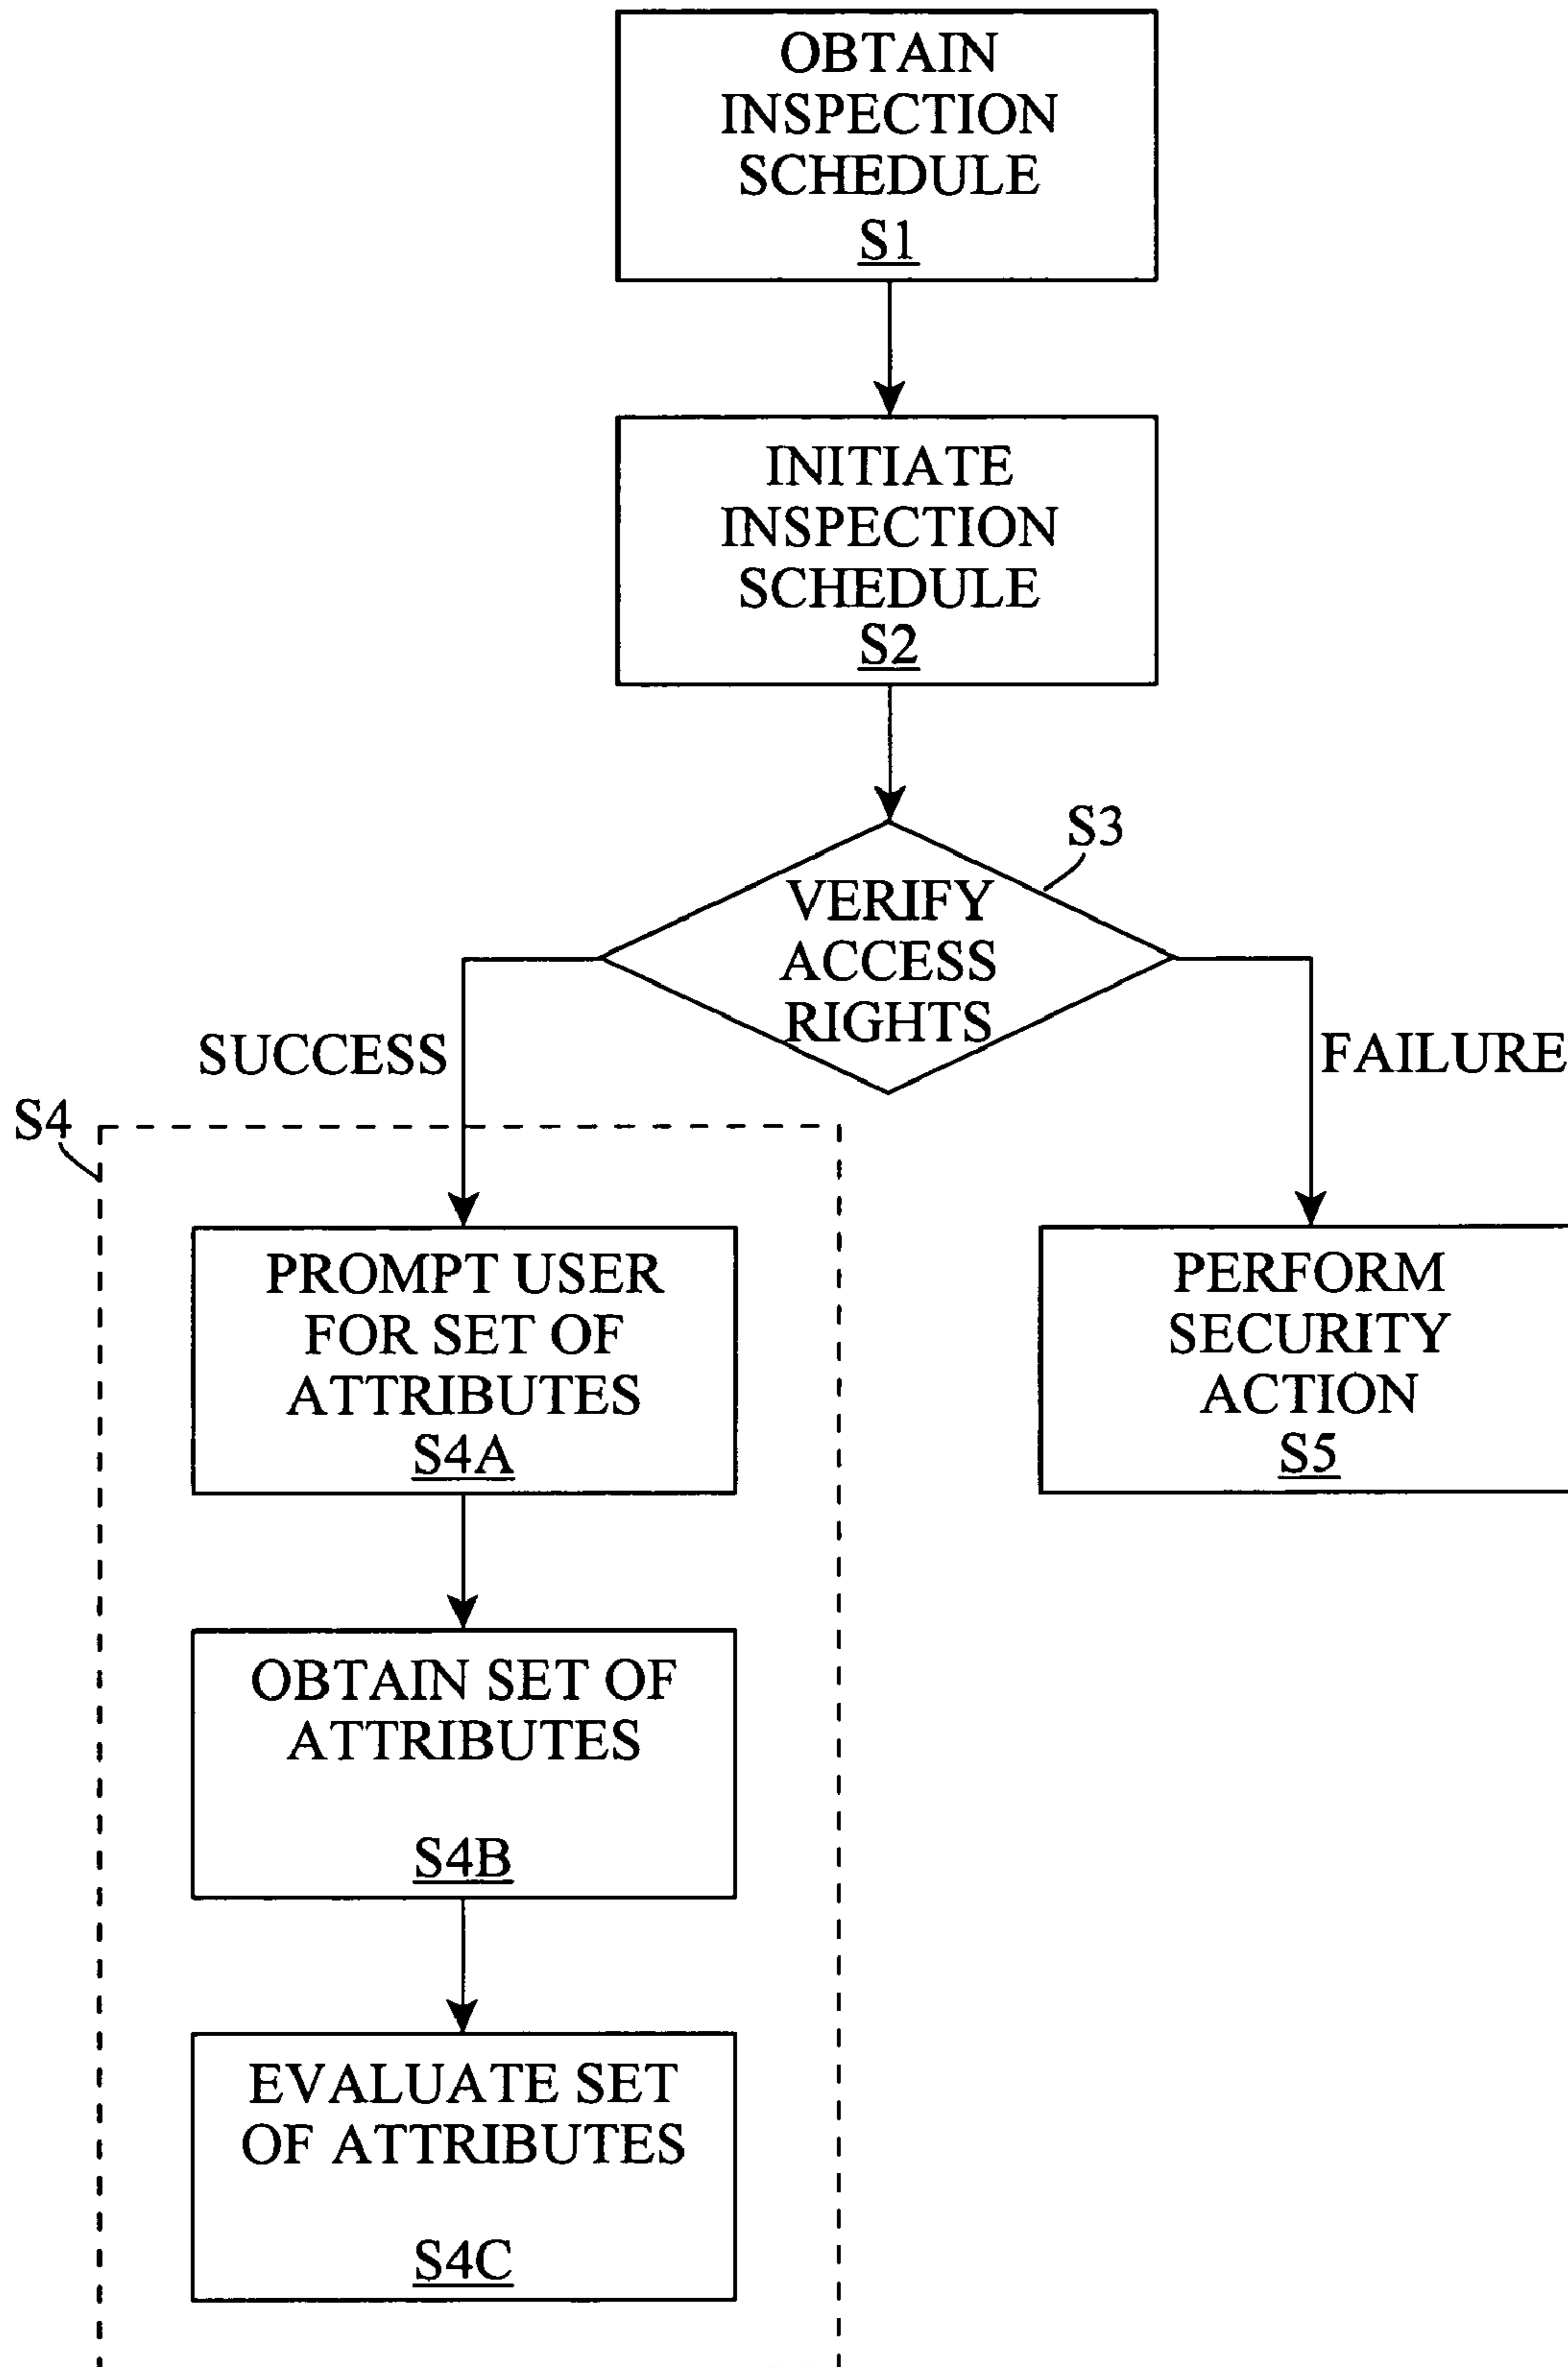 OBTAIN
INSPECTION
SCHEDULE
S1
INITIATE
INSPECTION
SCHEDULE
S2
S3
VERIFY
ACCESS
RIGHTS
SUCCESS
FAILURE
S4
PROMPT USER
FOR SET OF
ATTRIBUTES
S4A
PERFORM
SECURITY
ACTION
S5
OBTAIN SET OF
ATTRIBUTES
S4B
EVALUATE SET
OF ATTRIBUTES
S4C